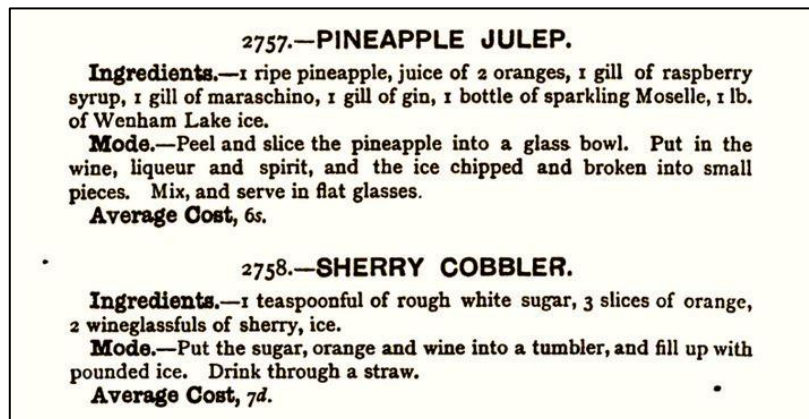 2757.—PINEAPPLE JULEP.
Ingredients.—1 ripe pineapple, juice of 2 oranges, 1 gill of raspberry
syrup, 1 gill of maraschino, 1 gill of gin, 1 bottle of sparkling Moselle, 1 lb.
of Wenham Lake ice.
Mode.—Peel and slice the pineapple into a glass bowl. Put in the
wine, liqueur and spirit, and the ice chipped and broken into small
pieces. Mix, and serve in flat glasses.
Average Cost, 6s.
2758.—SHERRY COBBLER.
Ingredients.—1 teaspoonful of rough white sugar, 3 slices of orange,
2 wineglassfuls of sherry, ice.
Mode.—Put the sugar, orange and wine into a tumbler, and fill up with
pounded ice. Drink through a straw.
Average Cost, 7d.